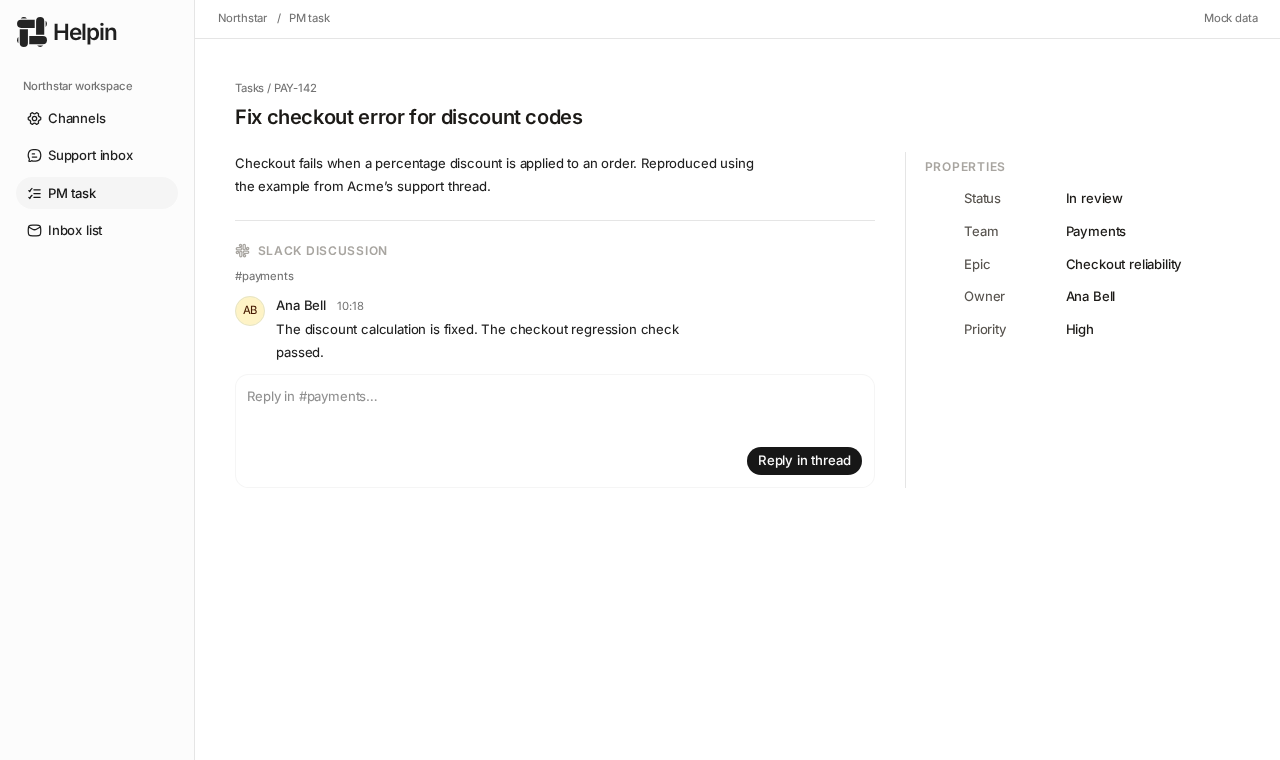 Helpin
Northstar workspace
Channels
Support inbox
PM task
Inbox list
Northstar / PM task
Mock data
Tasks / PAY-142
Fix checkout error for discount codes
Checkout fails when a percentage discount is applied to an order. Reproduced using
the example from Acme’s support thread.
SLACK DISCUSSION
#payments
AB
Ana Bell 10:18
The discount calculation is fixed. The checkout regression check
passed.
Reply in #payments...
Reply in thread
PROPERTIES
Status In review
Team Payments
Epic Checkout reliability
Owner Ana Bell
Priority High